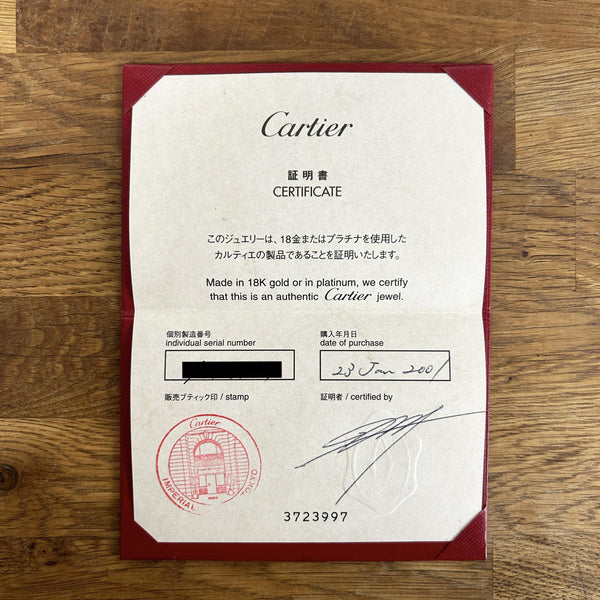 Cartier
証明書
CERTIFICATE
このジュエリーは、18金またはプラチナを使用した
カルティエの製品であることを証明いたします。
Made in 18K gold or in platinum, we certify
that this is an authentic Cartier jewel.
個別製造番号
individual serial number
購入年月日
date of purchase
23 Jan 2001
販売ブティック印 / stamp
証明者 / certified by
Cartier
PARIS
IMPERIAL
TOKYO
3723997